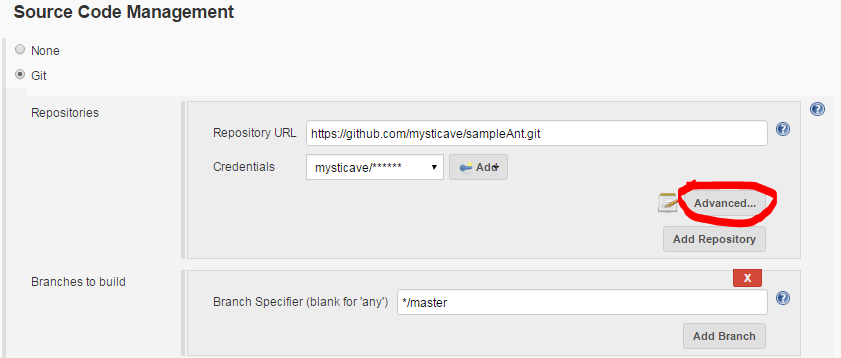 Source Code Management
None
Git
Repositories
Repository URL https://github.com/mysticave/sampleAnt.git
Credentials mysticave/****** Add
Advanced...
Add Repository
Branches to build
X
Branch Specifier (blank for 'any') */master
Add Branch